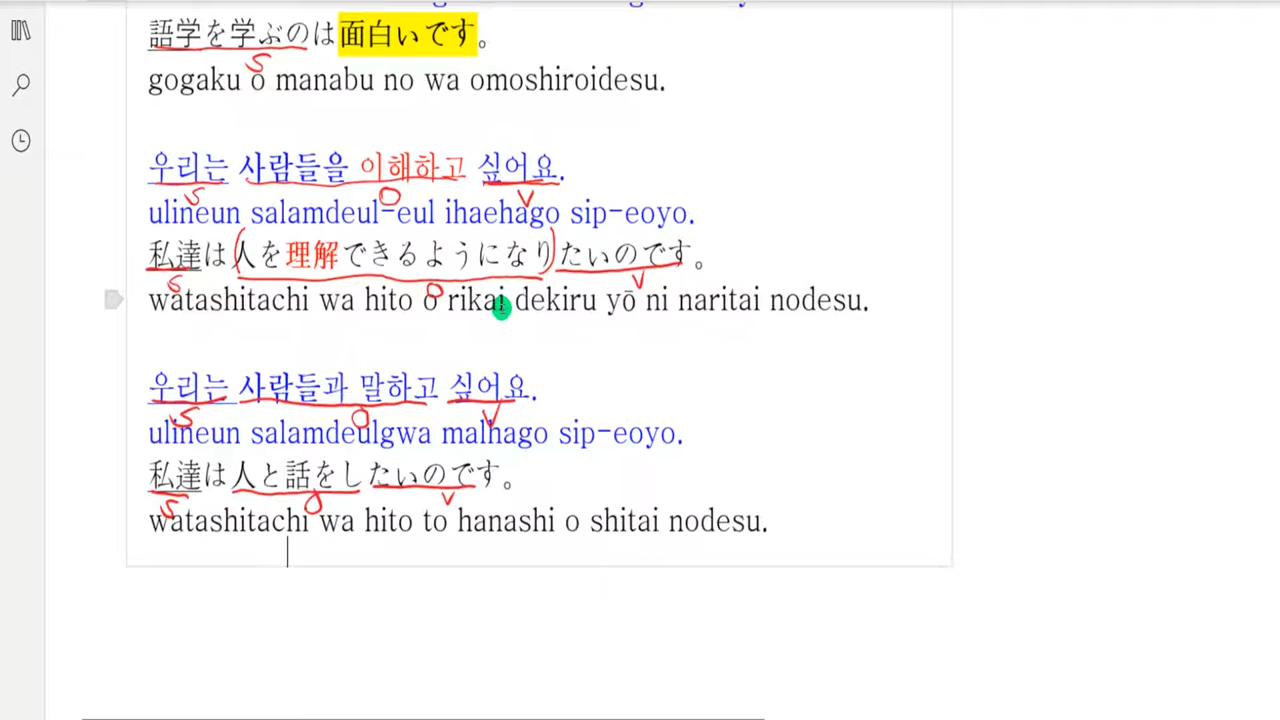 語学を学ぶのは面白いです。
S
gogaku o manabu no wa omoshiroidesu.
우리는 사람들을 이해하고 싶어요.
S O V
ulineun salamdeul-eul ihaehago sip-eoyo.
私達は(人を理解できるようになり)たいのです。
S O V
watashitachi wa hito o rikai dekiru yō ni naritai nodesu.
우리는 사람들과 말하고 싶어요.
S O V
ulineun salamdeulgwa malhago sip-eoyo.
私達は人と話をしたいのです。
S O V
watashitachi wa hito to hanashi o shitai nodesu.